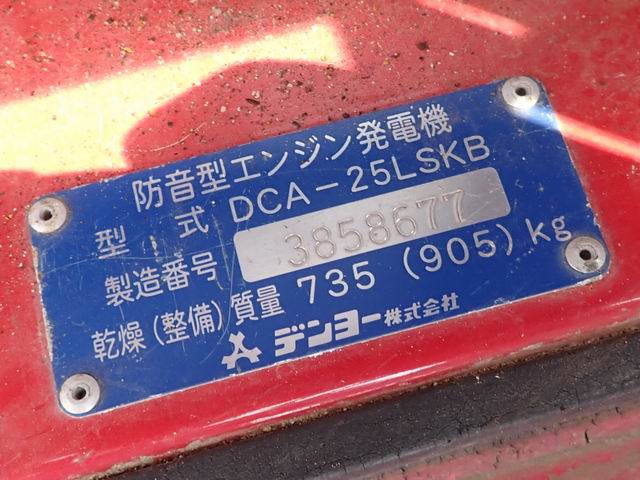 防音型エンジン発電機
型式 DCA-25LSKB
製造番号 3858677
乾燥(整備)質量 735(905)kg
デンヨー株式会社